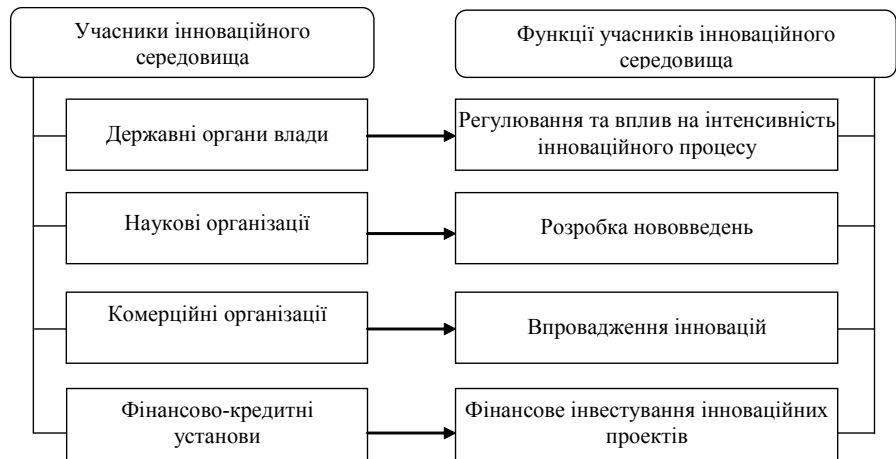 Учасники інноваційного
середовища
Функції учасників інноваційного
середовища
Державні органи влади
Регулювання та вплив на інтенсивність
інноваційного процесу
Наукові організації
Розробка нововведень
Комерційні організації
Впровадження інновацій
Фінансово-кредитні
установи
Фінансове інвестування інноваційних
проектів